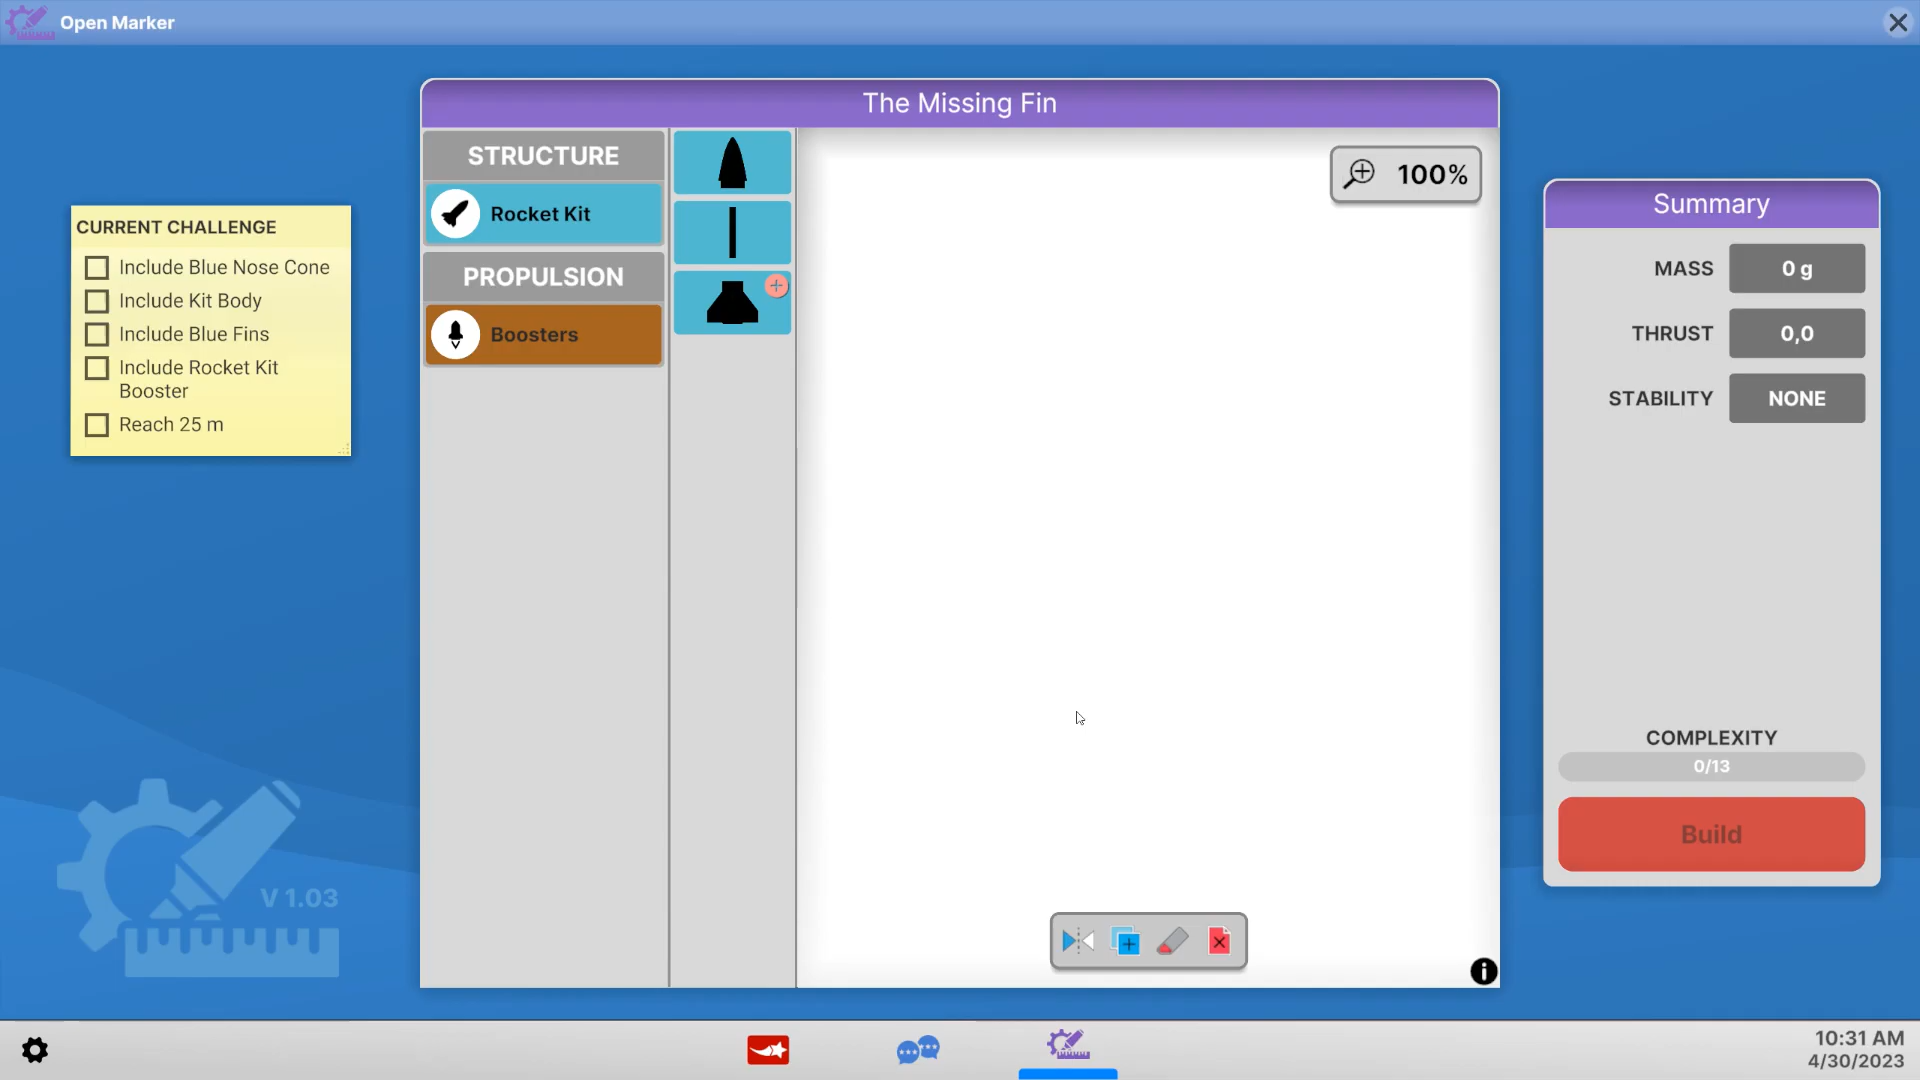 Open Marker
The Missing Fin
STRUCTURE
Rocket Kit
PROPULSION
Boosters
100%
CURRENT CHALLENGE
Include Blue Nose Cone
Include Kit Body
Include Blue Fins
Include Rocket Kit
Booster
Reach 25 m
Summary
MASS 0 g
THRUST 0,0
STABILITY NONE
COMPLEXITY
0/13
Build
V 1.03
10:31 AM
4/30/2023